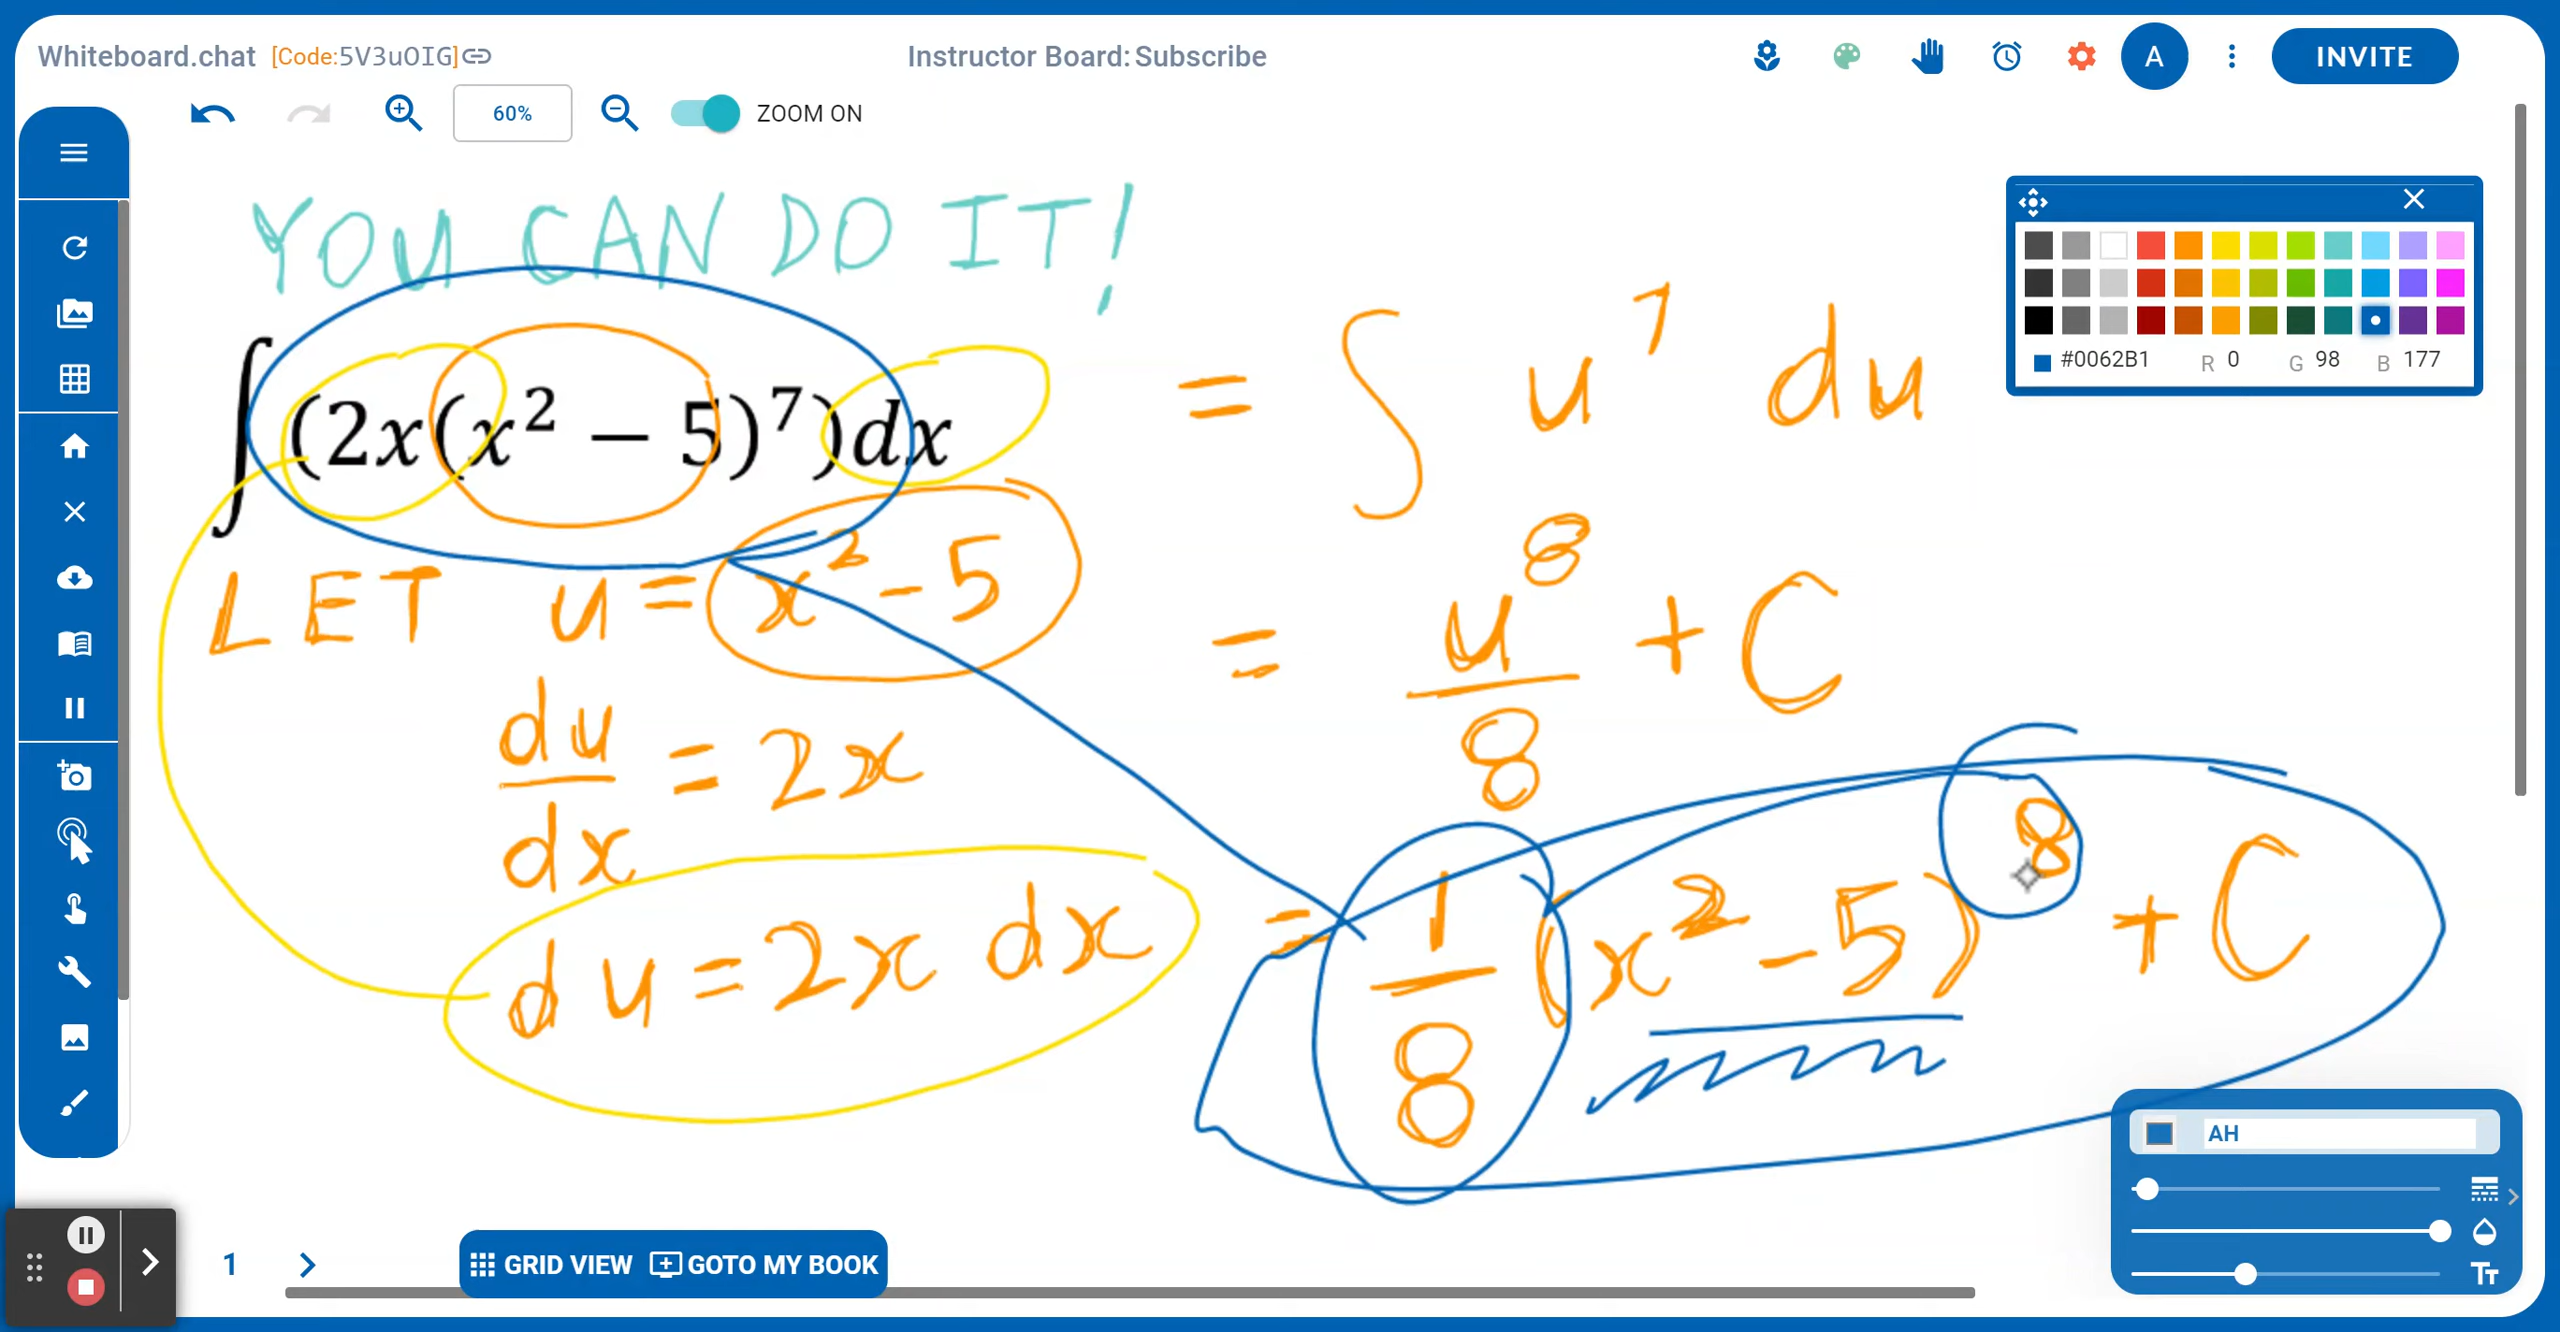 Whiteboard.chat [Code:5V3uOIG] Instructor Board: Subscribe A INVITE
60% ZOOM ON
YOU CAN DO IT!
#0062B1 R 0 G 98 B 177
∫(2x(x² − 5)⁷)dx = ∫ u⁷ du
LET u = x² - 5
= u⁸/8 + C
du/dx = 2x
du = 2x dx
= 1/8 (x² - 5)⁸ + C
AH
1 GRID VIEW GOTO MY BOOK
Tт